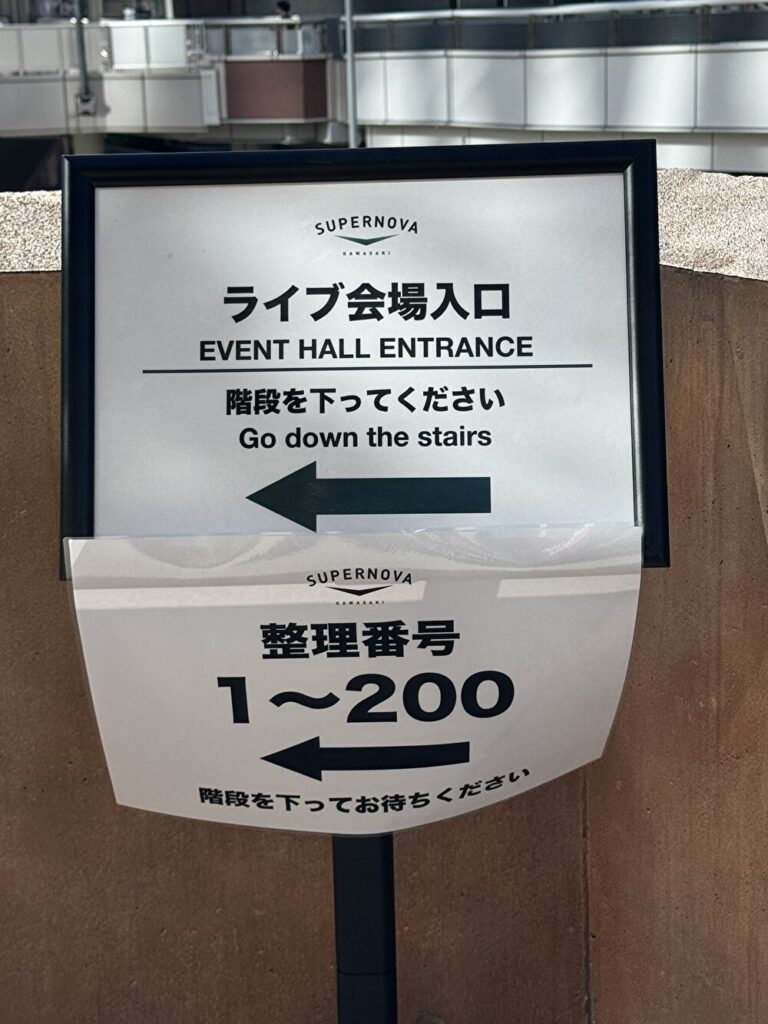 SUPERNOVA
KAWASAKI
ライブ会場入口
EVENT HALL ENTRANCE
階段を下ってください
Go down the stairs
SUPERNOVA
KAWASAKI
整理番号
1〜200
階段を下ってお待ちください